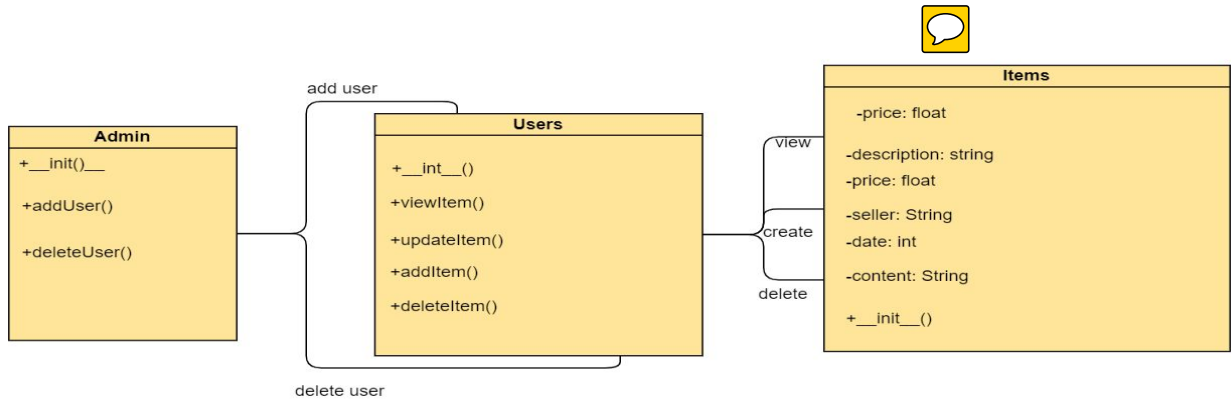 add user
Admin
+__init()__
+addUser()
+deleteUser()
delete user
Users
+__int__()
+viewItem()
+updateItem()
+addItem()
+deleteItem()
view
create
delete
Items
-price: float
-description: string
-price: float
-seller: String
-date: int
-content: String
+__init__()